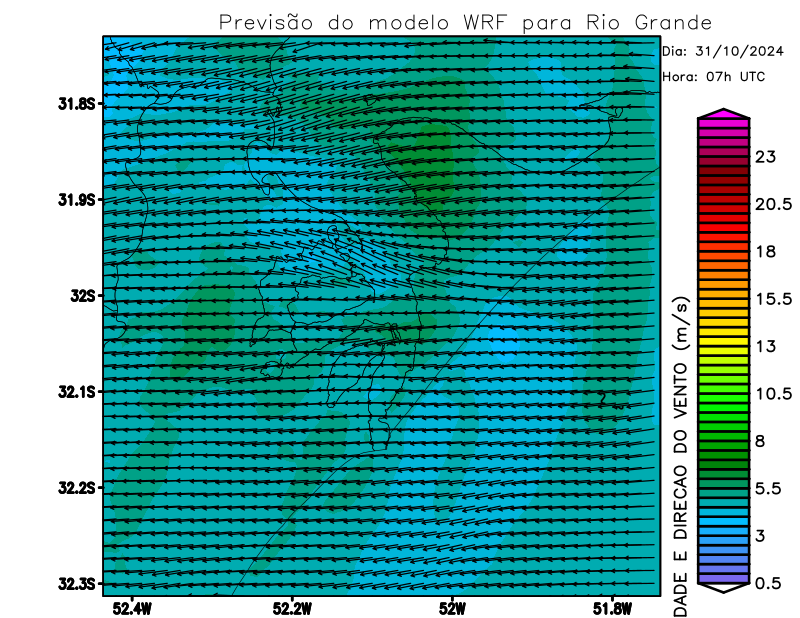 Previsão do modelo WRF para Rio Grande
Dia: 31/10/2024
Hora: 07h UTC
31.8S
31.9S
32S
32.1S
32.2S
32.3S
52.4W
52.2W
52W
51.8W
23
20.5
18
15.5
13
10.5
8
5.5
3
0.5
DADE E DIRECAO DO VENTO (m/s)